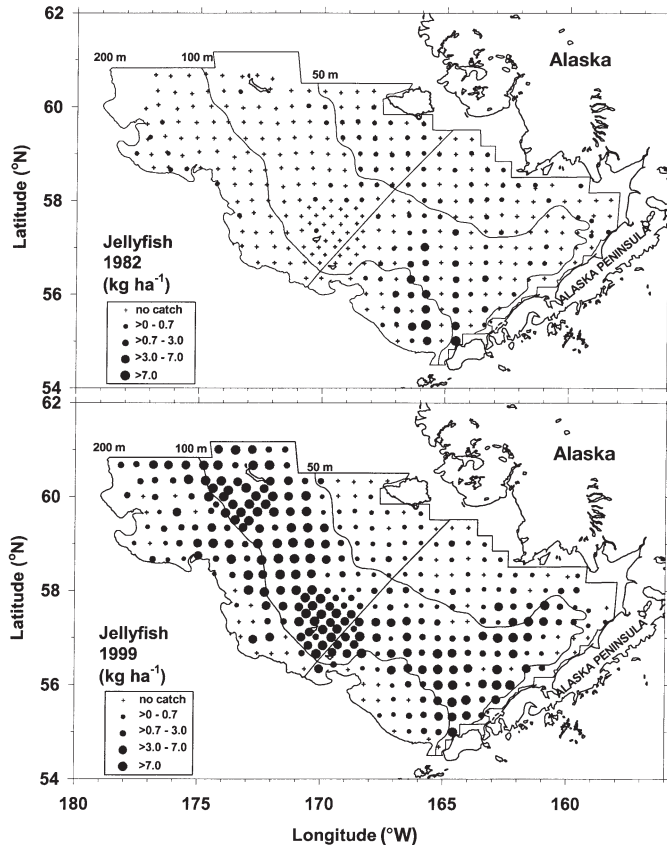 62
200 m
100 m
50 m
Alaska
60
Latitude (°N)
58
Jellyfish
1982
(kg ha⁻¹)
no catch
>0 - 0.7
>0.7 - 3.0
>3.0 - 7.0
>7.0
ALASKA PENINSULA
56
54
62
200 m
100 m
50 m
Alaska
60
Latitude (°N)
58
Jellyfish
1999
(kg ha⁻¹)
no catch
>0 - 0.7
>0.7 - 3.0
>3.0 - 7.0
>7.0
ALASKA PENINSULA
56
54
180 175 170 165 160
Longitude (°W)